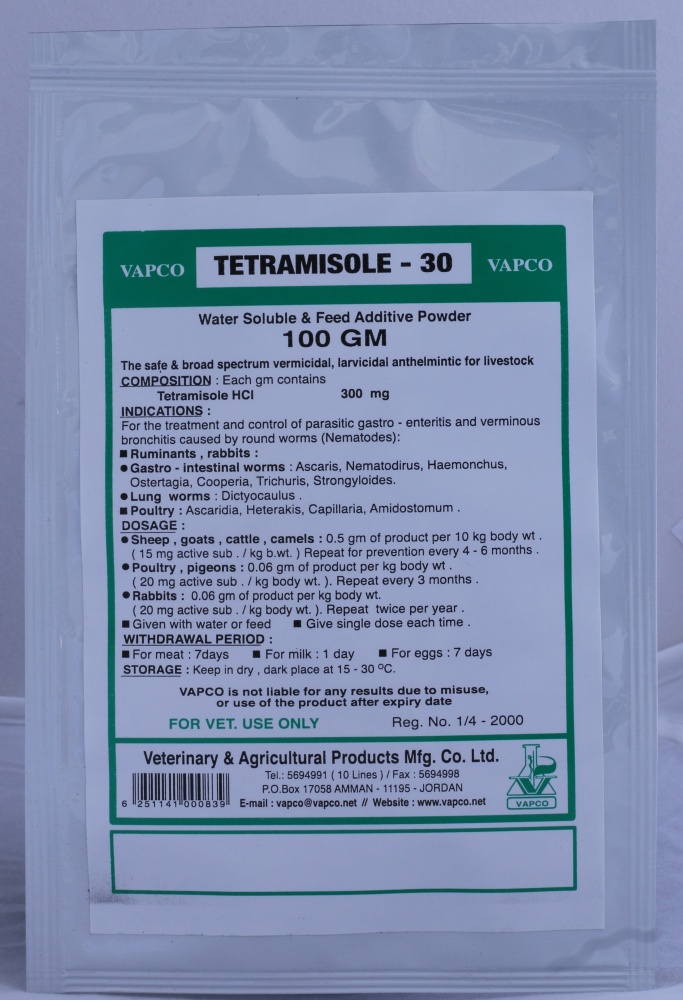 VAPCO TETRAMISOLE - 30 VAPCO
Water Soluble & Feed Additive Powder
100 GM
The safe & broad spectrum vermicidal, larvicidal anthelmintic for livestock
COMPOSITION : Each gm contains
Tetramisole HCl 300 mg
INDICATIONS :
For the treatment and control of parasitic gastro - enteritis and verminous
bronchitis caused by round worms (Nematodes):
■ Ruminants , rabbits :
● Gastro - intestinal worms : Ascaris, Nematodirus, Haemonchus,
Ostertagia, Cooperia, Trichuris, Strongyloides.
● Lung worms : Dictyocaulus .
■ Poultry : Ascaridia, Heterakis, Capillaria, Amidostomum .
DOSAGE :
● Sheep , goats , cattle , camels : 0.5 gm of product per 10 kg body wt .
( 15 mg active sub . / kg b.wt. ) Repeat for prevention every 4 - 6 months .
● Poultry , pigeons : 0.06 gm of product per kg body wt .
( 20 mg active sub . / kg body wt. ). Repeat every 3 months .
● Rabbits : 0.06 gm of product per kg body wt.
( 20 mg active sub . / kg body wt. ). Repeat twice per year .
■ Given with water or feed ■ Give single dose each time .
WITHDRAWAL PERIOD :
■ For meat : 7days ■ For milk : 1 day ■ For eggs : 7 days
STORAGE : Keep in dry , dark place at 15 - 30 ºC.
VAPCO is not liable for any results due to misuse,
or use of the product after expiry date
FOR VET. USE ONLY Reg. No. 1/4 - 2000
Veterinary & Agricultural Products Mfg. Co. Ltd.
Tel.: 5694991 ( 10 Lines ) / Fax : 5694998
P.O.Box 17058 AMMAN - 11195 - JORDAN
E-mail : vapco@vapco.net // Website : www.vapco.net
6 251141 000839
VAPCO